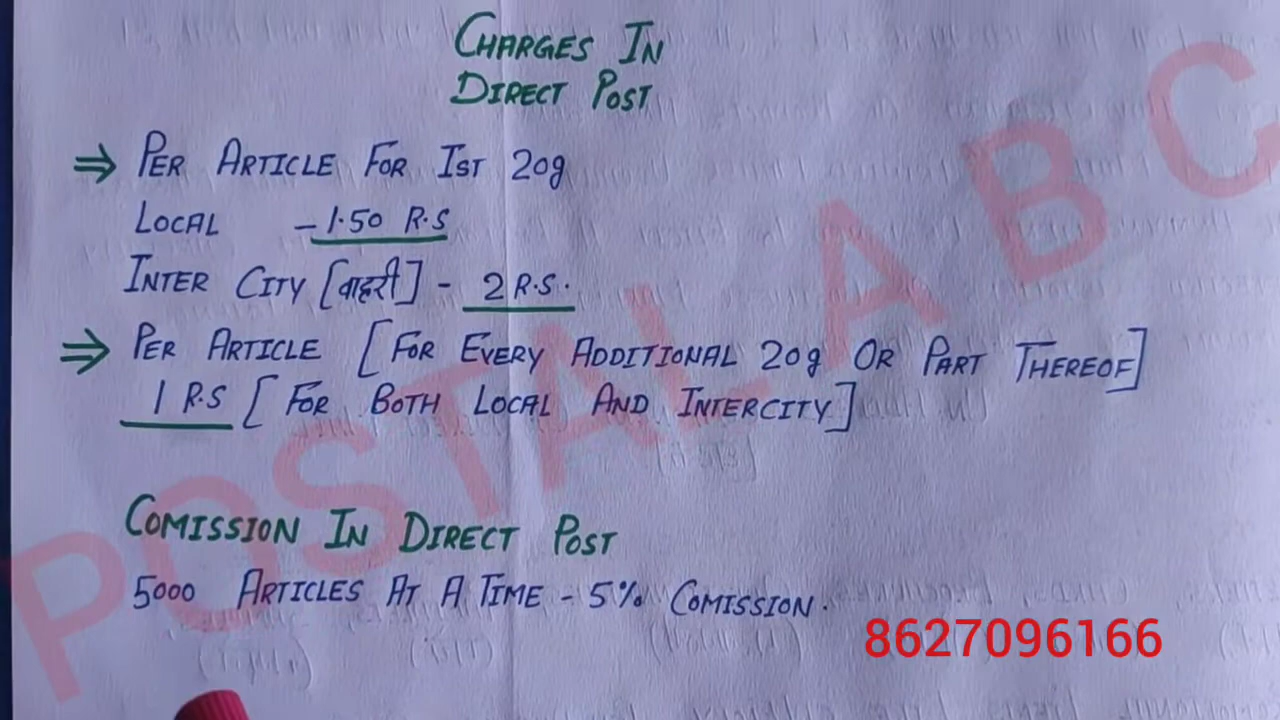 CHARGES IN
DIRECT POST
⇒ PER ARTICLE FOR IST 20g
LOCAL - 1.50 R.S
INTER CITY [वाहरी] - 2 R.S.
⇒ PER ARTICLE [FOR EVERY ADDITIONAL 20g OR PART THEREOF]
1 R.S [FOR BOTH LOCAL AND INTERCITY]
COMISSION IN DIRECT POST
5000 ARTICLES AT A TIME - 5% COMISSION.
8627096166
POSTAL ABC